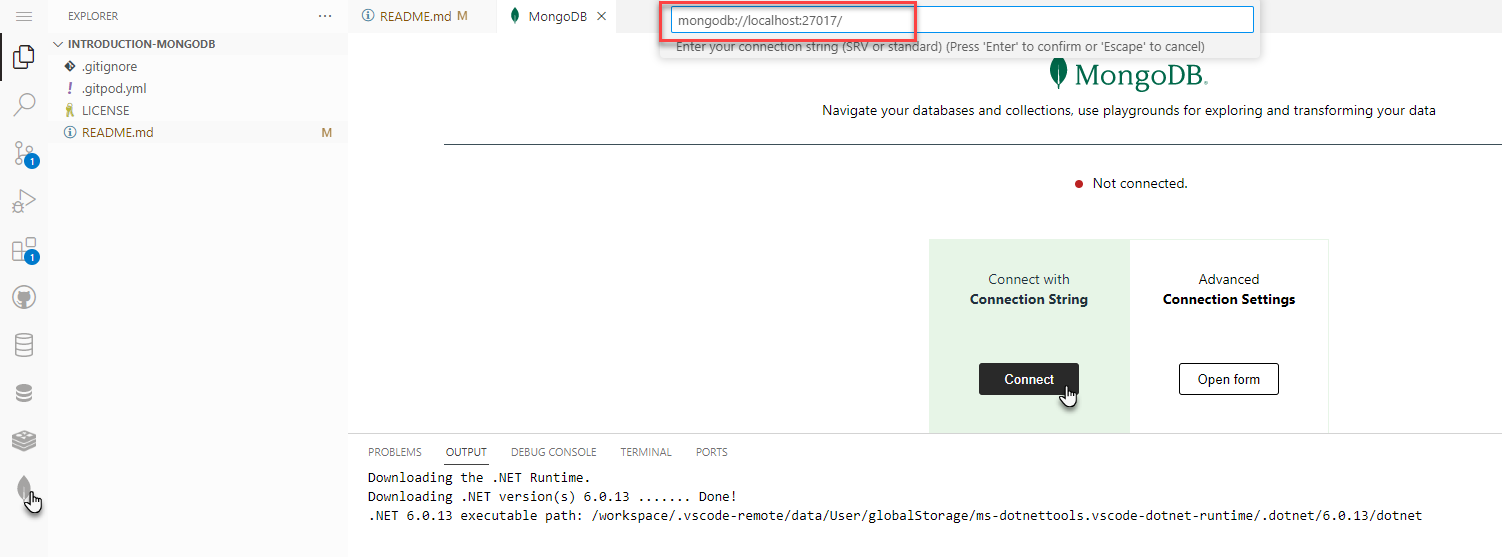 EXPLORER ...
INTRODUCTION-MONGODB
.gitignore
! .gitpod.yml
LICENSE
README.md M
1
1
README.md M
MongoDB
mongodb://localhost:27017/
Enter your connection string (SRV or standard) (Press 'Enter' to confirm or 'Escape' to cancel)
MongoDB®
Navigate your databases and collections, use playgrounds for exploring and transforming your data
Not connected.
Connect with
Connection String
Connect
Advanced
Connection Settings
Open form
PROBLEMS OUTPUT DEBUG CONSOLE TERMINAL PORTS
Downloading the .NET Runtime.
Downloading .NET version(s) 6.0.13 ....... Done!
.NET 6.0.13 executable path: /workspace/.vscode-remote/data/User/globalStorage/ms-dotnettools.vscode-dotnet-runtime/.dotnet/6.0.13/dotnet